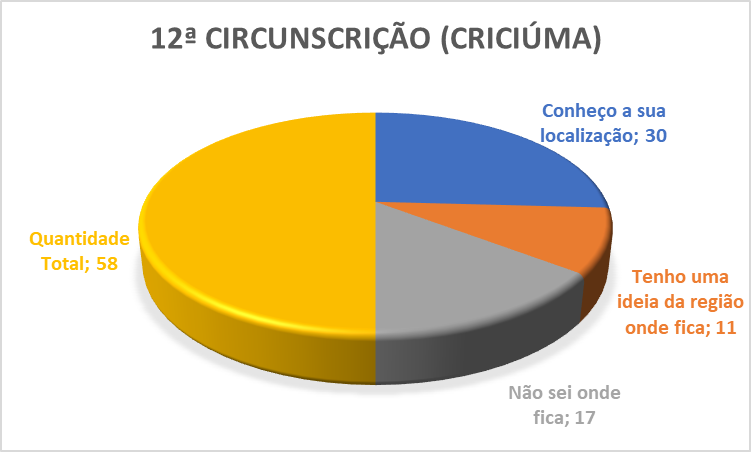 12ª CIRCUNSCRIÇÃO (CRICIÚMA)
Conheço a sua
localização; 30
Tenho uma
ideia da região
onde fica; 11
Não sei onde
fica; 17
Quantidade
Total; 58